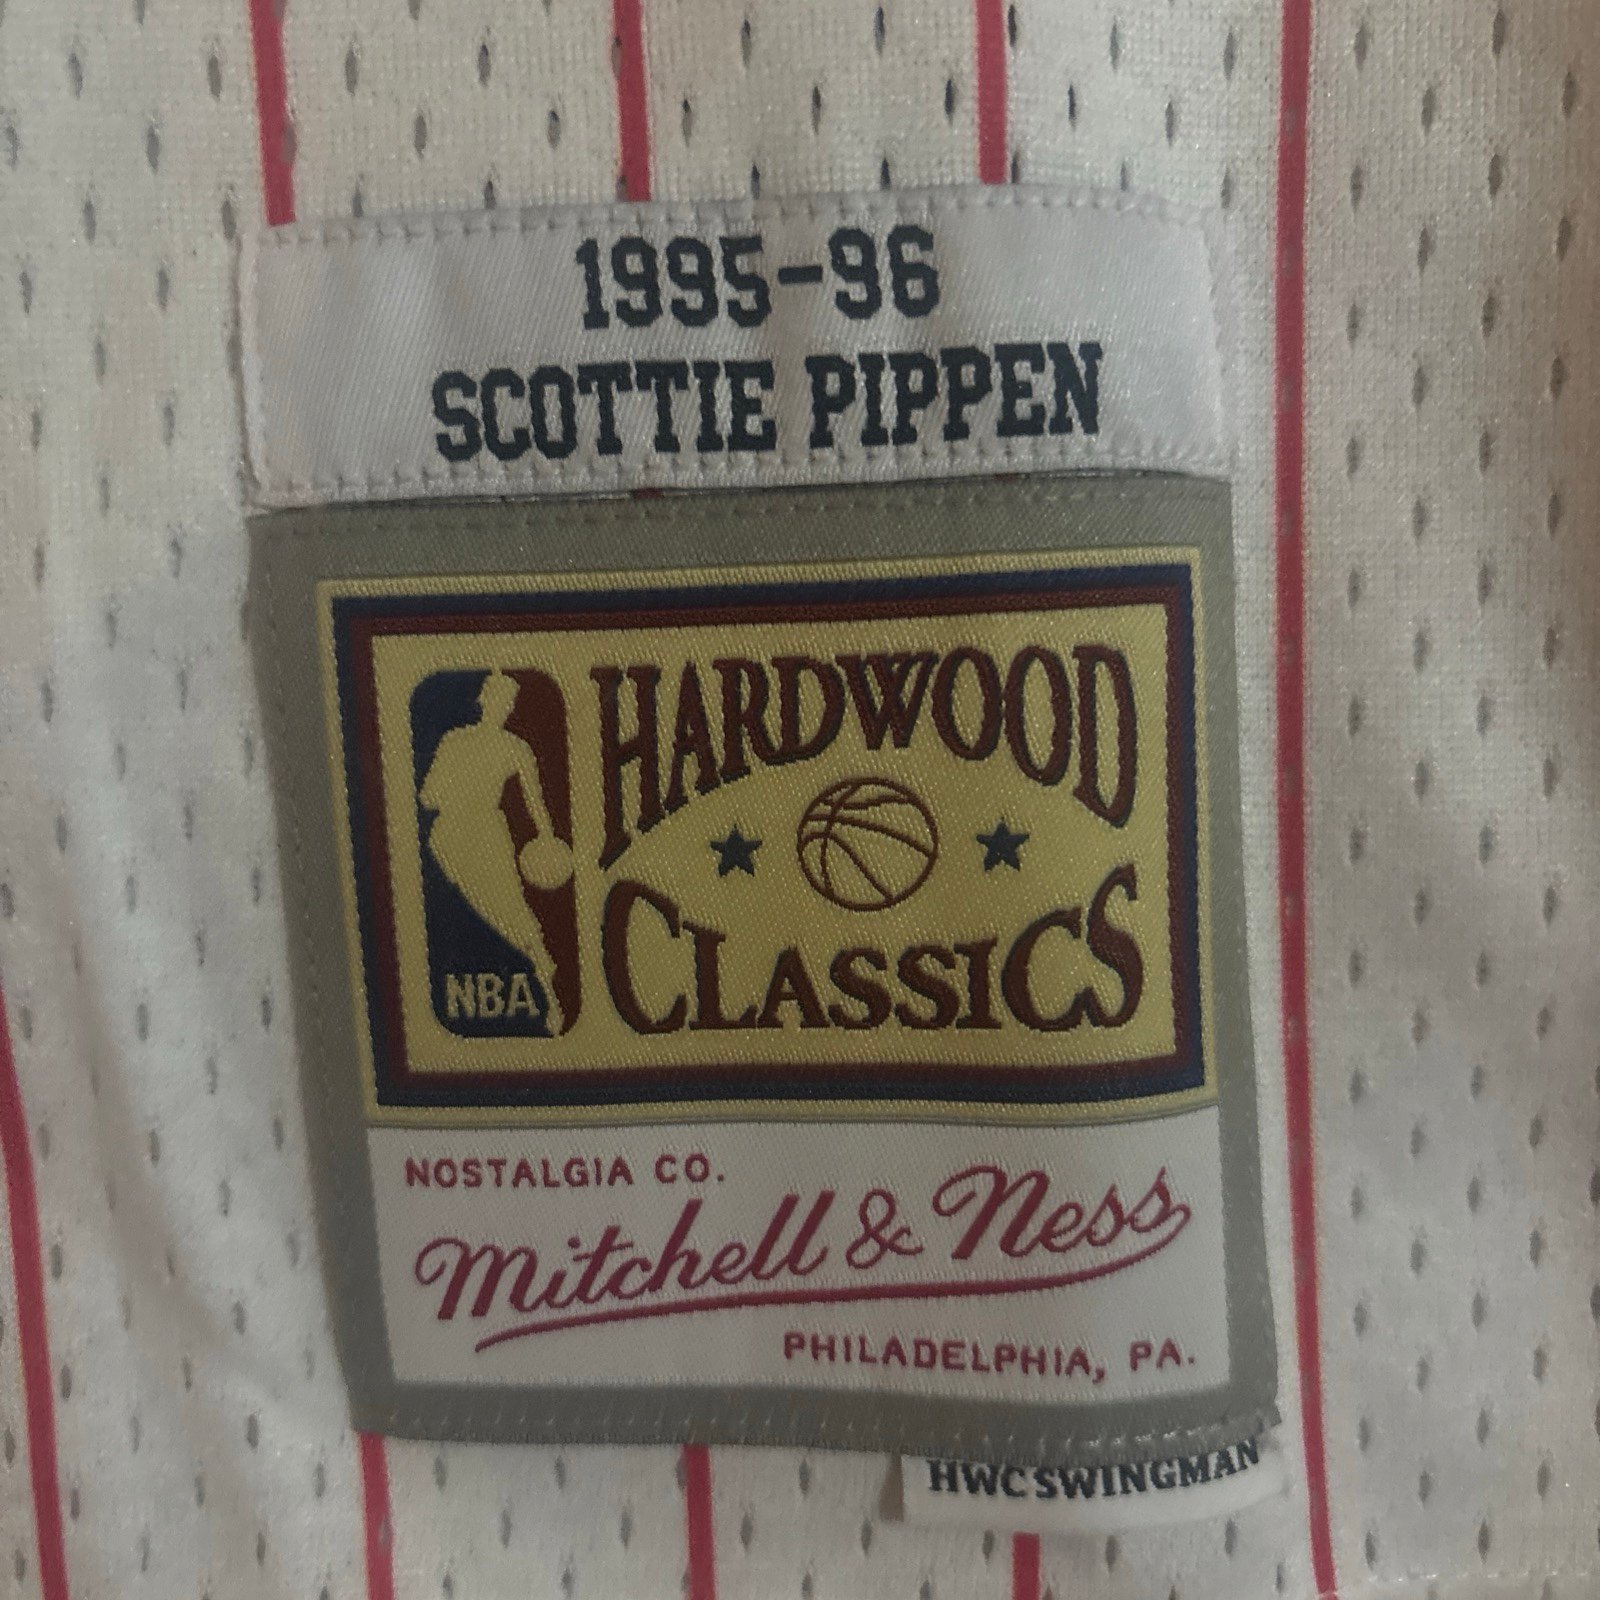 1995-96
SCOTTIE PIPPEN
HARDWOOD
CLASSICS
NBA
NOSTALGIA CO.
Mitchell & Ness
PHILADELPHIA, PA.
HWC SWINGMAN